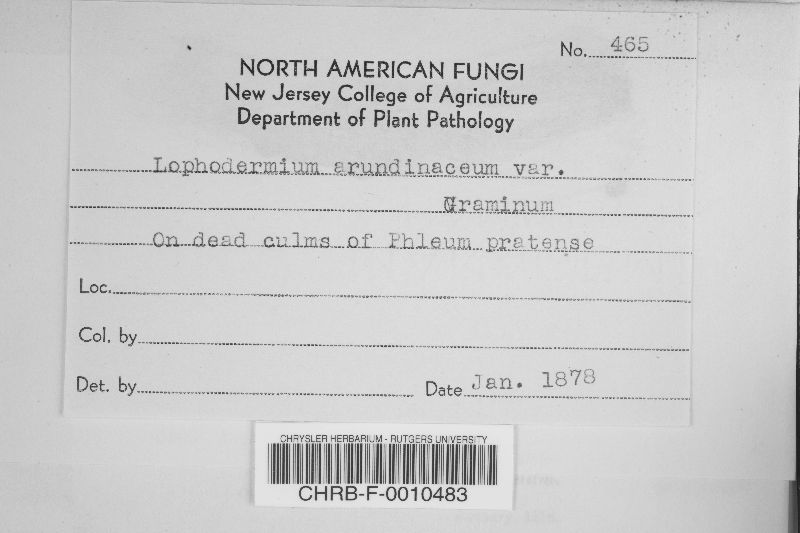 No. 465
NORTH AMERICAN FUNGI
New Jersey College of Agriculture
Department of Plant Pathology
Lophodermium arundinaceum var.
Graminum
On dead culms of Phleum pratense
Loc.
Col. by
Det. by Date Jan. 1878
CHRYSLER HERBARIUM - RUTGERS UNIVERSITY
CHRB-F-0010483